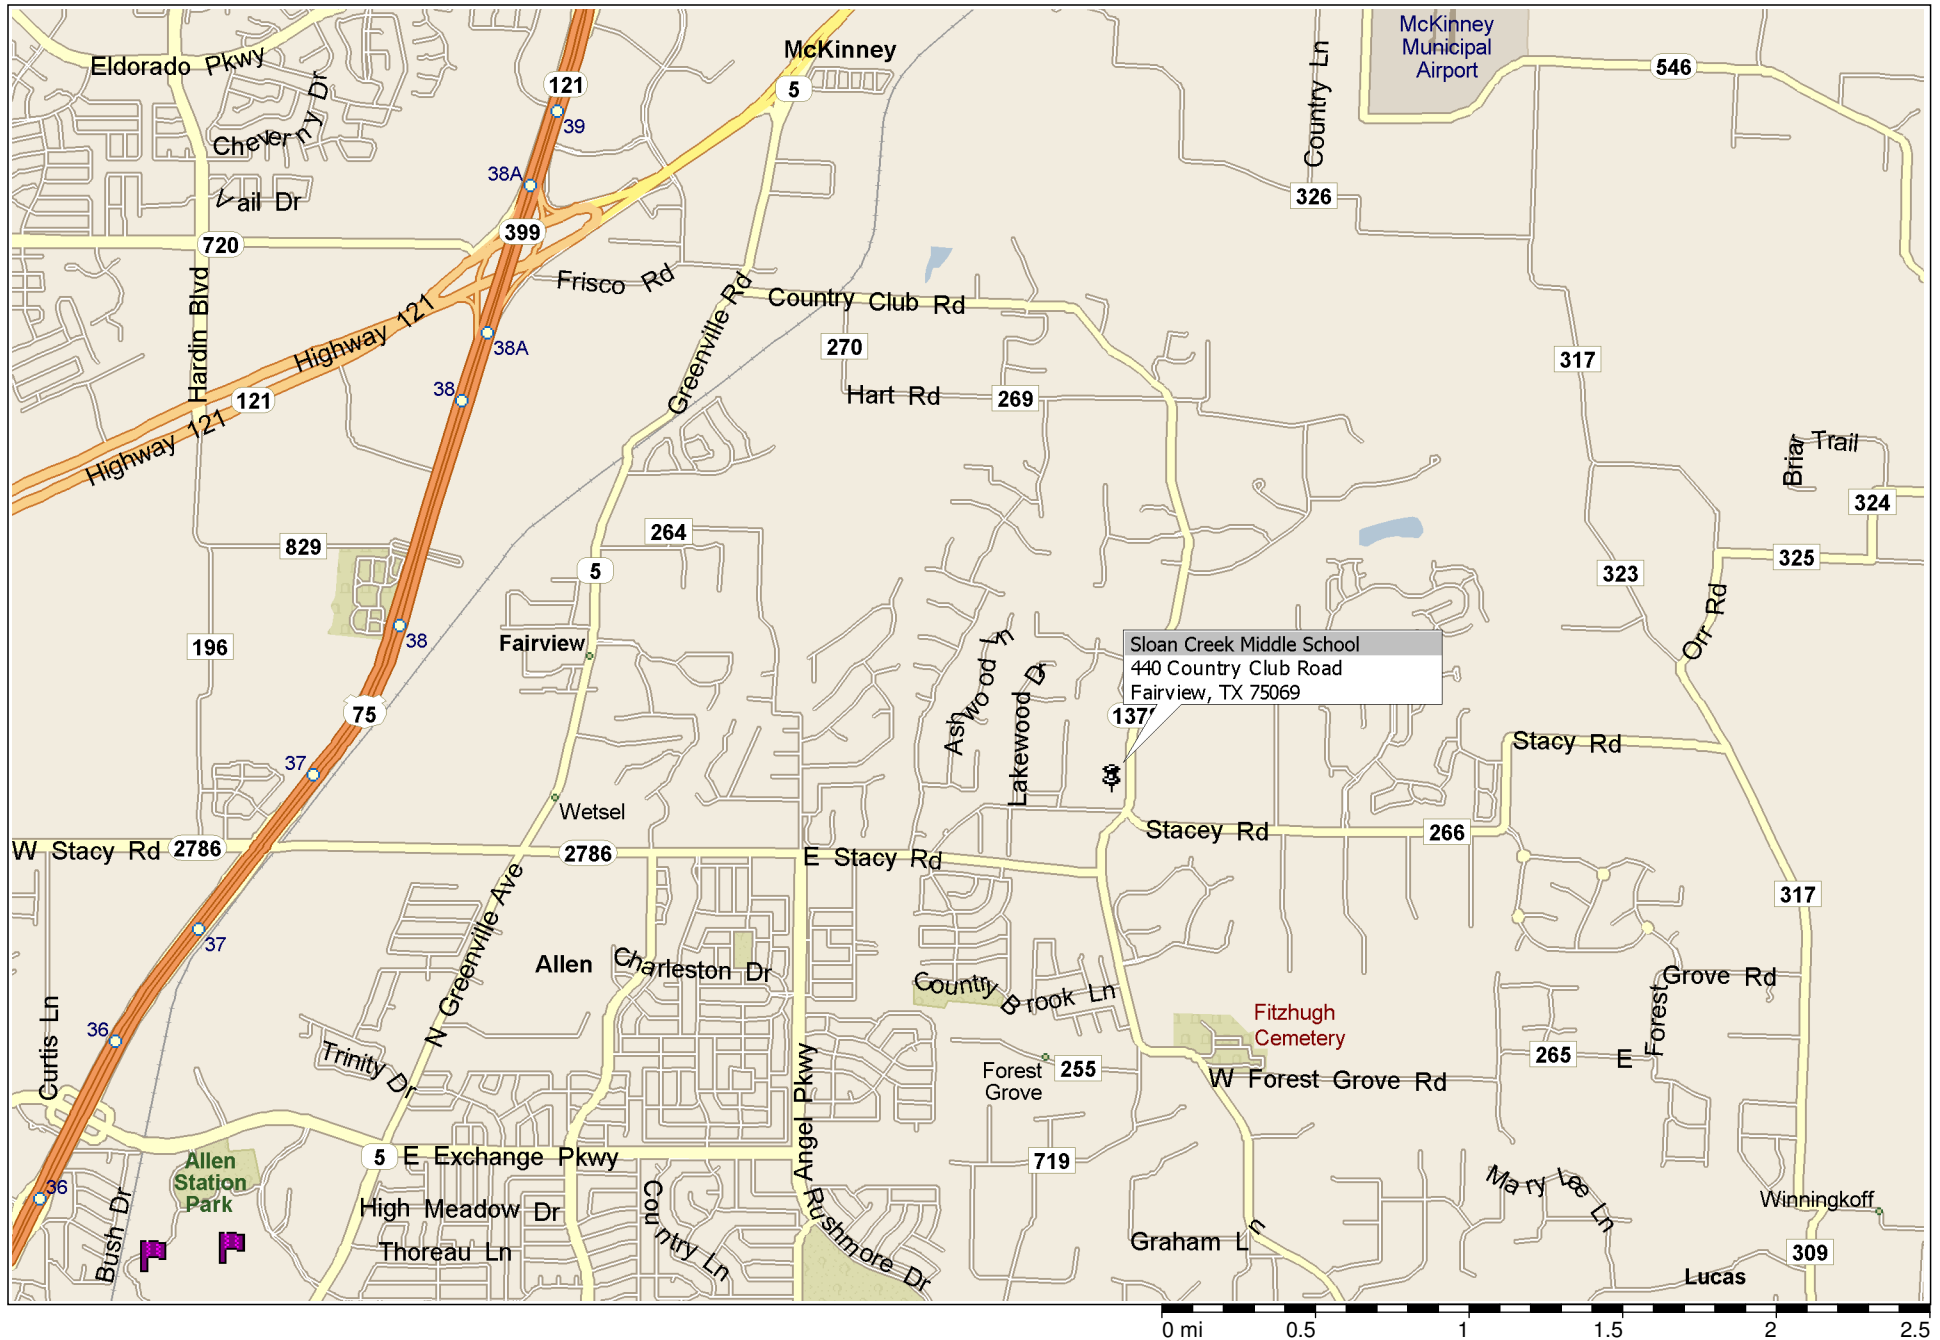 McKinney
McKinney
Municipal
Airport
Eldorado Pkwy
121
5
546
39
Country Ln
Cheverny Dr
38A
Vail Dr
326
399
720
Frisco Rd
Country Club Rd
Hardin Blvd
Highway 121
Greenville Rd
38A
270
317
38
Hart Rd
269
121
Highway 121
Briar Trail
324
264
829
325
5
323
Orr Rd
38
196
Fairview
Ashwood Ln
Lakewood Dr
Sloan Creek Middle School
440 Country Club Road
Fairview, TX 75069
75
137
Stacy Rd
37
Wetsel
Stacey Rd
266
W Stacy Rd
2786
2786
E Stacy Rd
317
37
N Greenville Ave
Allen
Charleston Dr
Country Brook Ln
Grove Rd
Forest
Curtis Ln
36
Fitzhugh
Cemetery
Trinity Dr
Forest
Grove
255
265
E
W Forest Grove Rd
Angel Pkwy
5
E Exchange Pkwy
719
Allen
Station
Park
36
Bush Dr
High Meadow Dr
Thoreau Ln
Country Ln
Rushmore Dr
Mary Lee Ln
Winningkoff
Graham Ln
309
Lucas
0 mi
0.5
1
1.5
2
2.5